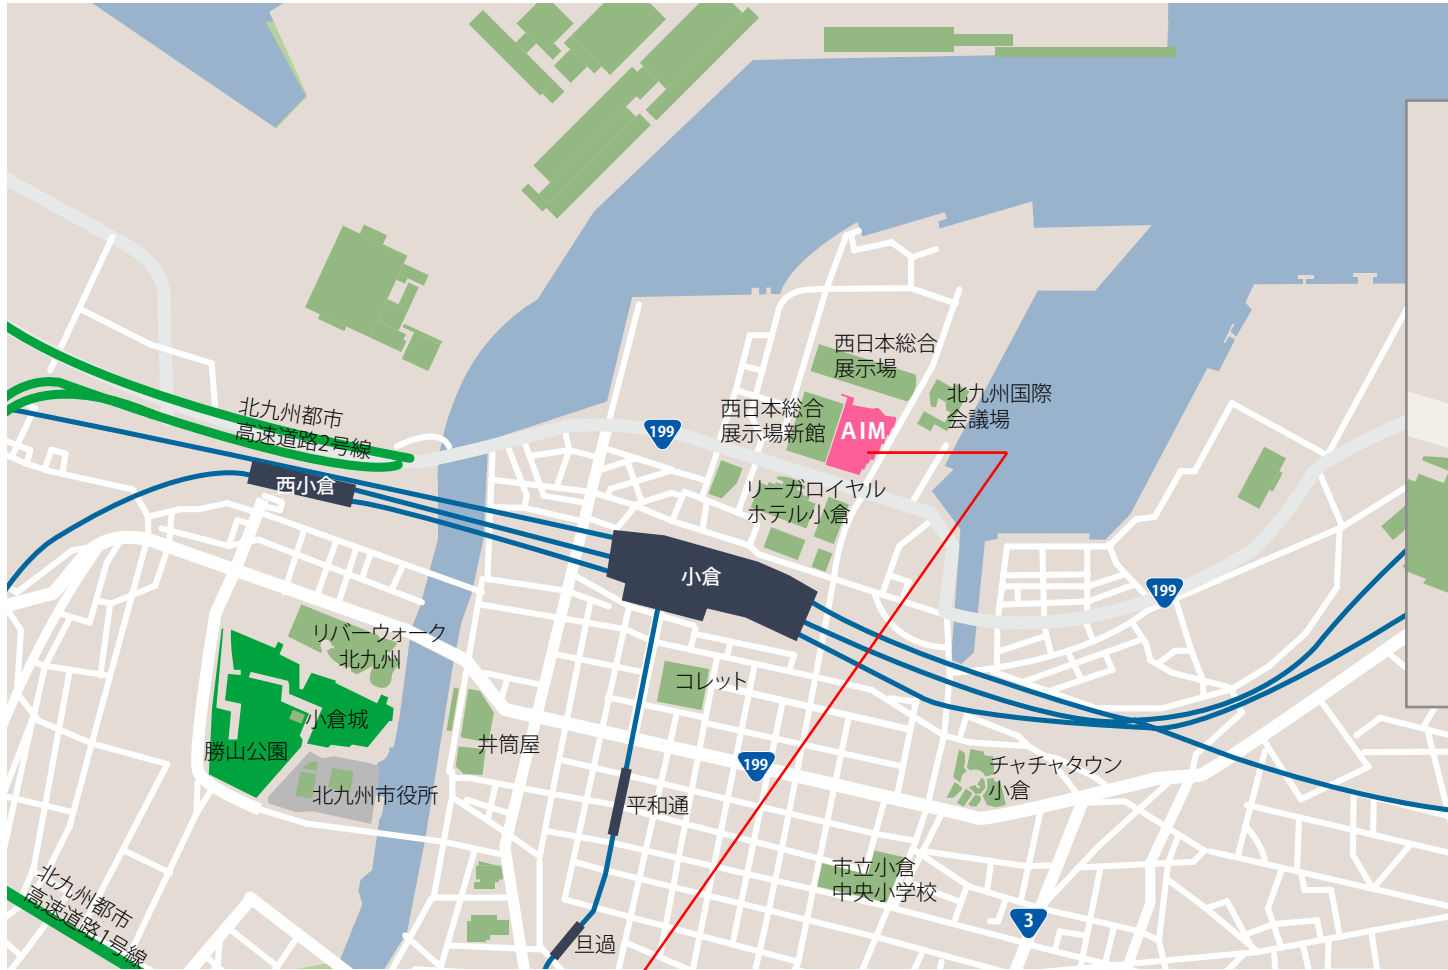 西日本総合
展示場
北九州国際
会議場
西日本総合
展示場新館
AIM
北九州都市
高速道路2号線
199
西小倉
リーガロイヤル
ホテル小倉
小倉
199
リバーウォーク
北九州
コレット
小倉城
勝山公園
井筒屋
199
チャチャタウン
小倉
北九州市役所
平和通
市立小倉
中央小学校
北九州都市
高速道路1号線
3
旦過